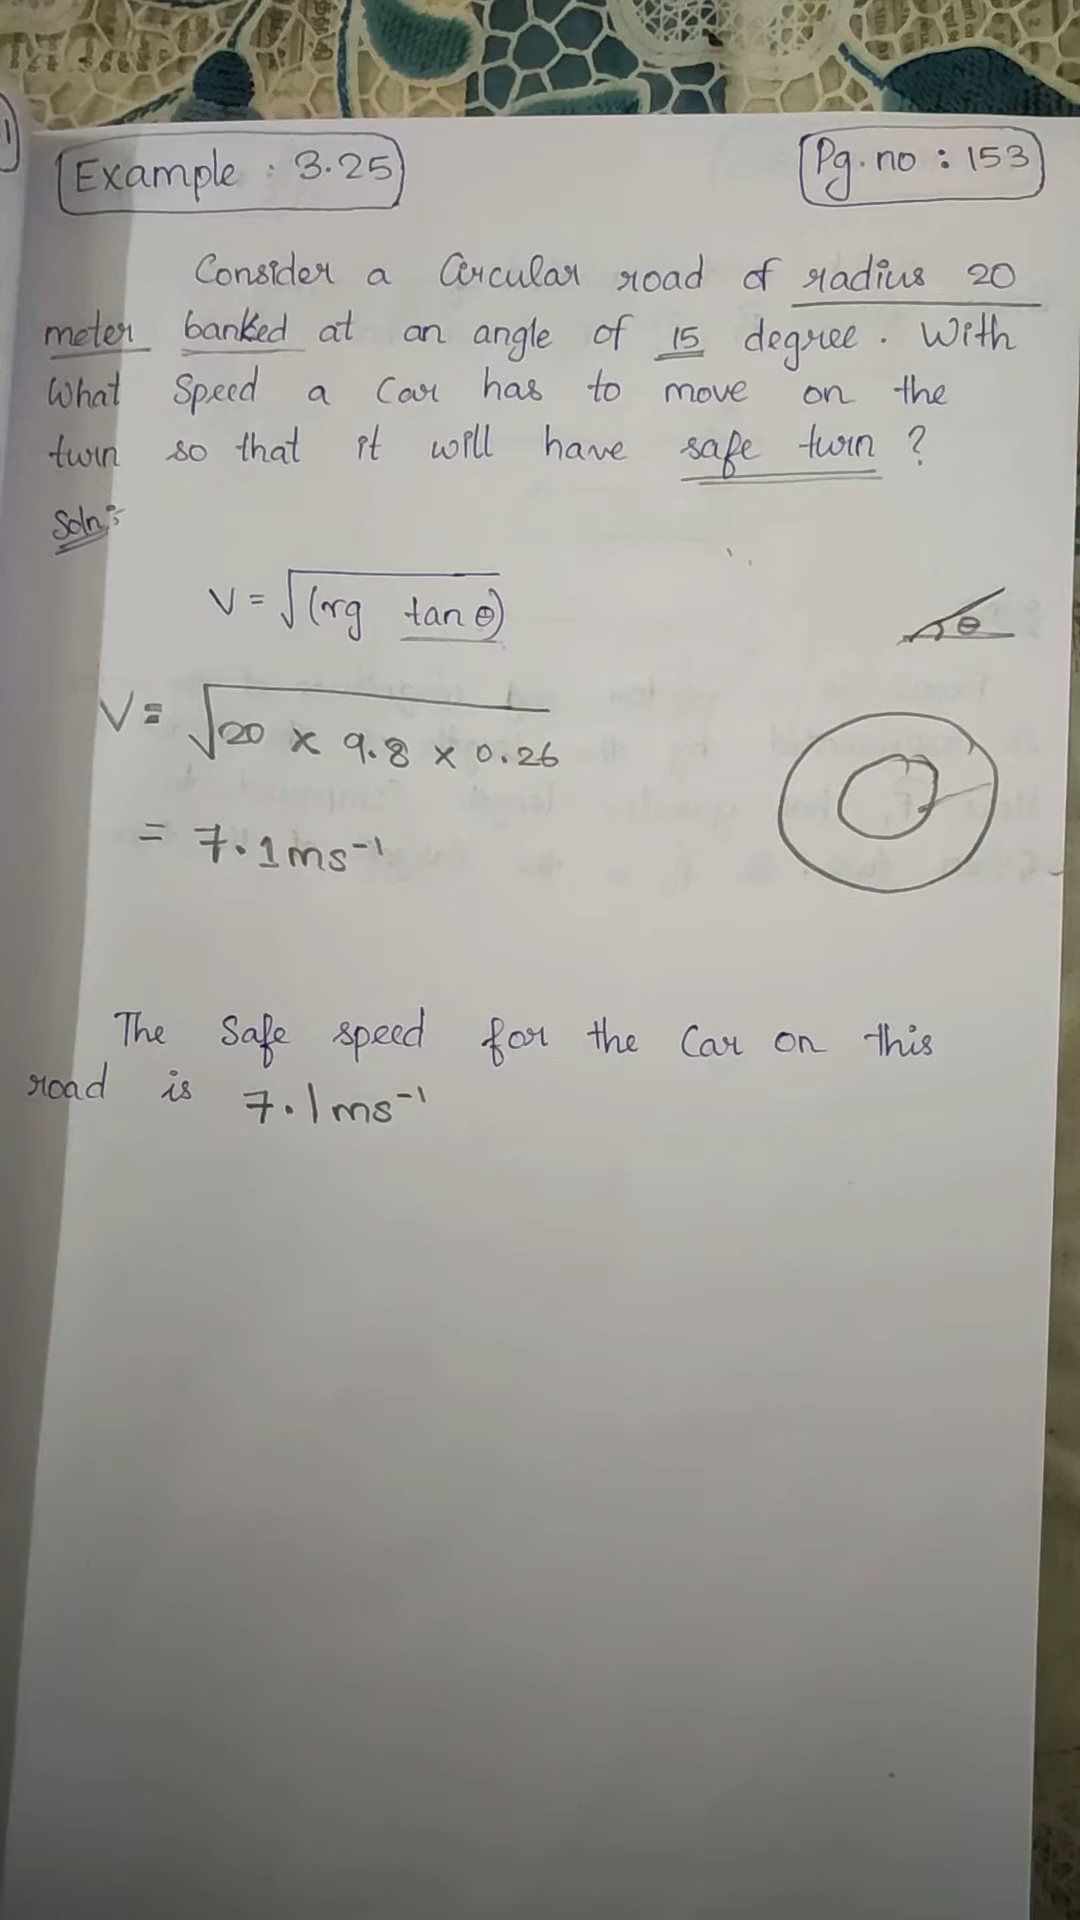 Example : 3.25
Pg.no : 153
Consider a Circular road of radius 20
meter banked at an angle of 15 degree. With
what Speed a Car has to move on the
turn so that it will have safe turn ?
Soln:
V = √(rg tan θ)
θ
V = √20 × 9.8 × 0.26
= 7.1 ms⁻¹
The Safe speed for the Car on this
road is 7.1 ms⁻¹